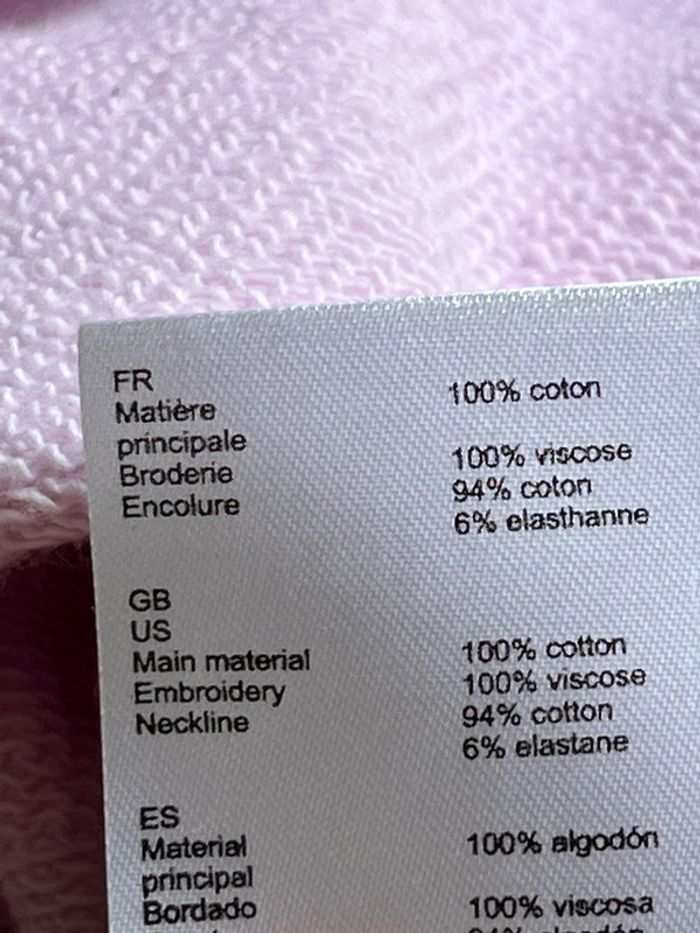 FR
Matière 100% coton
principale
Broderie 100% viscose
Encolure 94% coton
6% elasthanne
GB
US
Main material 100% cotton
Embroidery 100% viscose
Neckline 94% cotton
6% elastane
ES
Material 100% algodón
principal
Bordado 100% viscosa